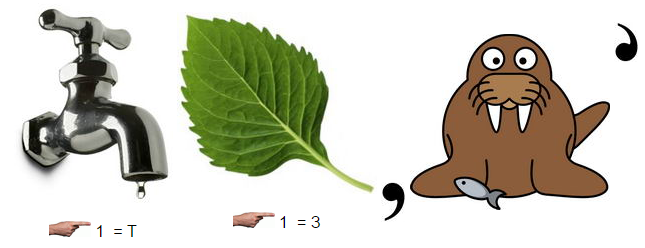 ,
,
1 = T
1 = 3